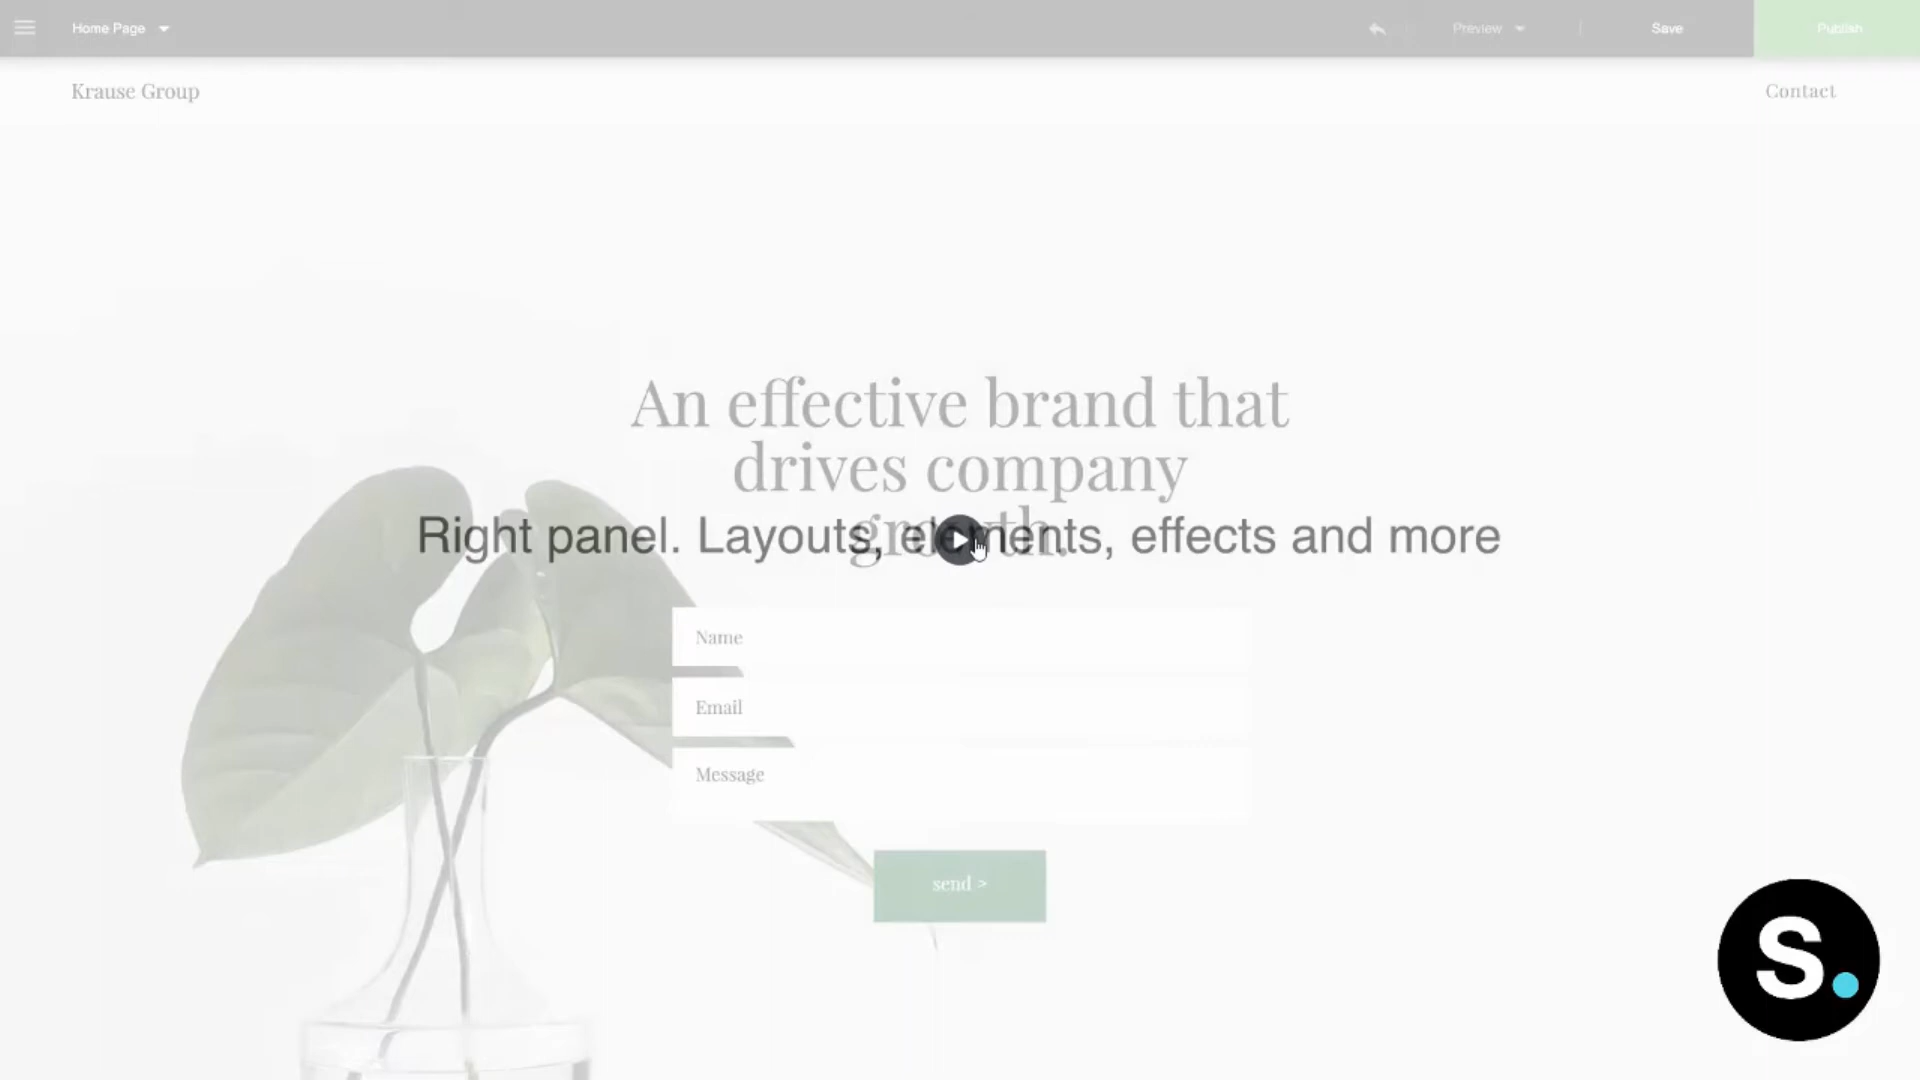 Home Page
Preview
Save
Publish
Krause Group
Contact
An effective brand that
drives company
growth.
Right panel. Layouts, elements, effects and more
Name
Email
Message
send >
S.